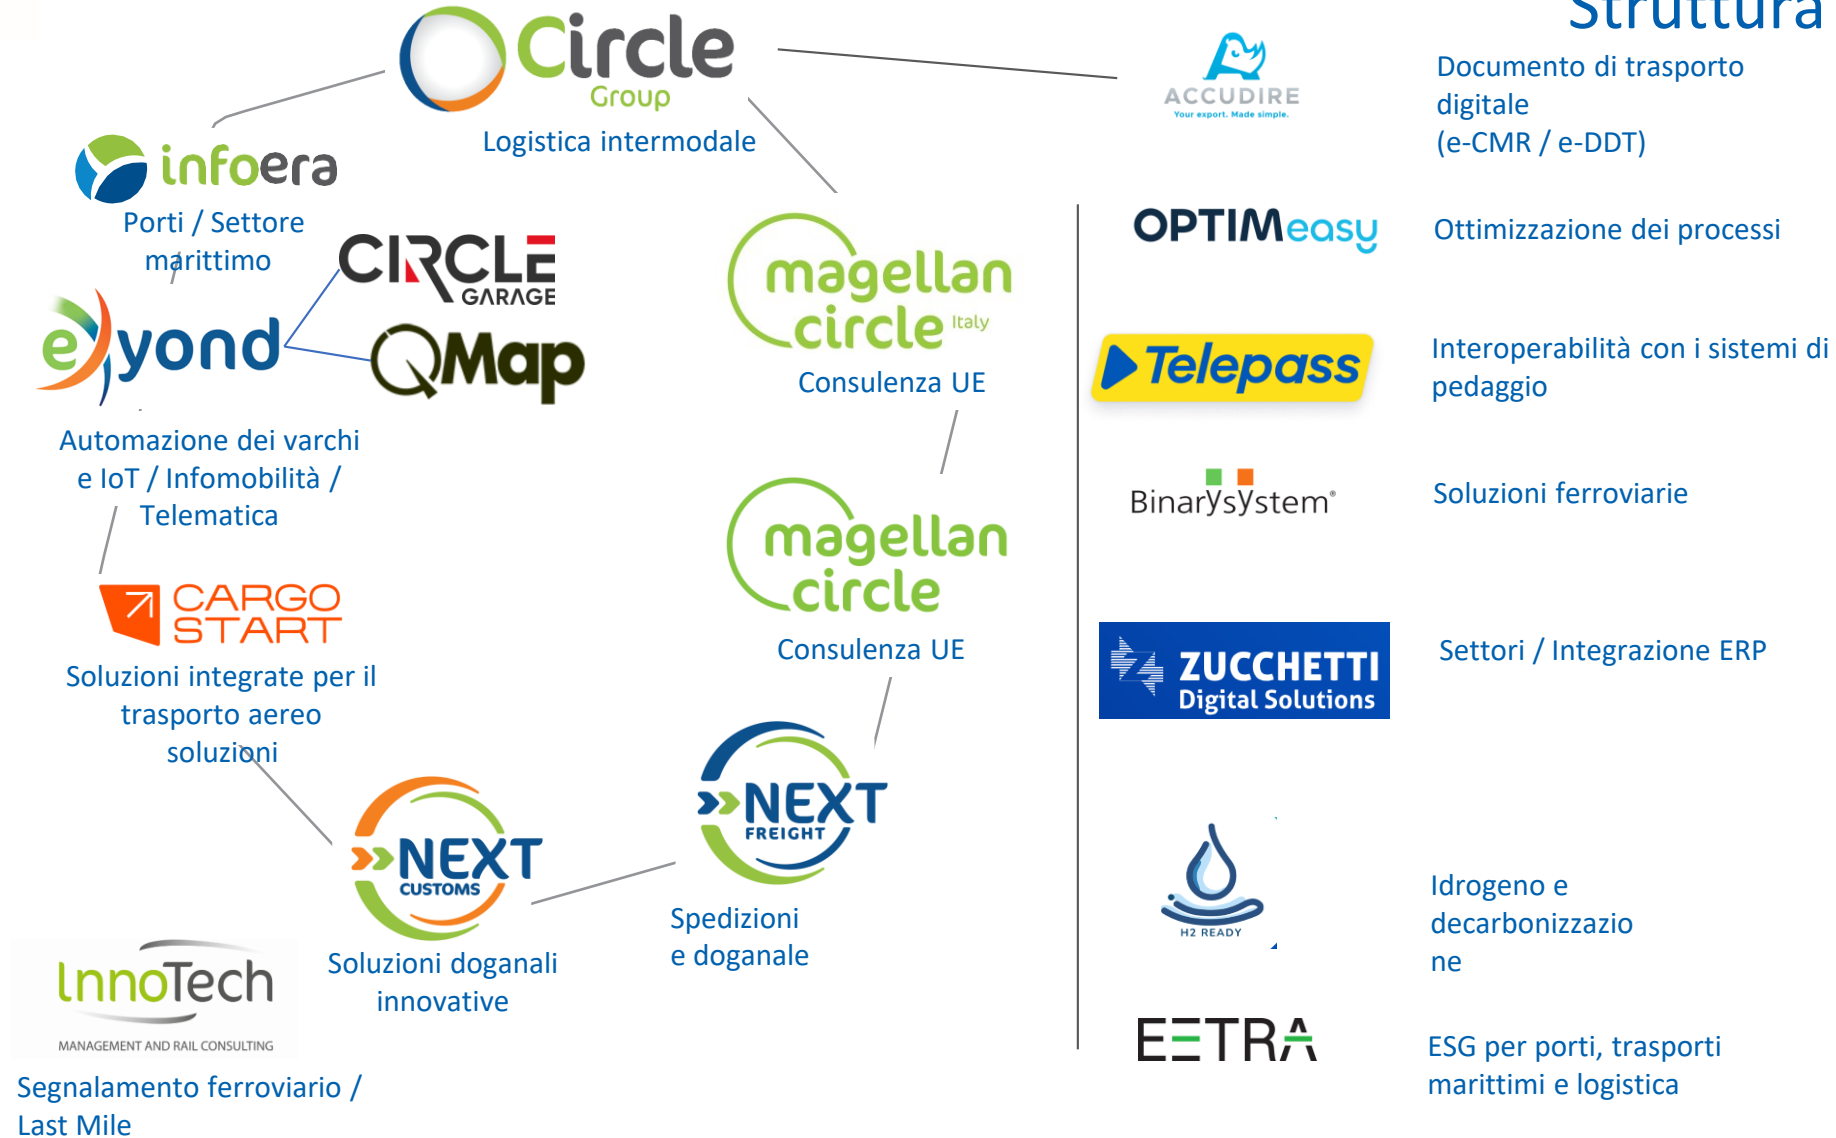 Struttura
Circle
Group
Logistica intermodale
infoera
Porti / Settore
marittimo
CIRCLE
GARAGE
eXyond
QMap
Automazione dei varchi
e IoT / Infomobilità /
Telematica
CARGO
START
Soluzioni integrate per il
trasporto aereo
soluzioni
NEXT
CUSTOMS
Soluzioni doganali
innovative
InnoTech
MANAGEMENT AND RAIL CONSULTING
Segnalamento ferroviario /
Last Mile
magellan
circle Italy
Consulenza UE
magellan
circle
Consulenza UE
NEXT
FREIGHT
Spedizioni
e doganale
ACCUDIRE
Your export. Made simple.
Documento di trasporto
digitale
(e-CMR / e-DDT)
OPTIMeasy
Ottimizzazione dei processi
Telepass
Interoperabilità con i sistemi di
pedaggio
Binarysystem®
Soluzioni ferroviarie
ZUCCHETTI
Digital Solutions
Settori / Integrazione ERP
H2 READY
Idrogeno e
decarbonizzazio
ne
EETRA
ESG per porti, trasporti
marittimi e logistica